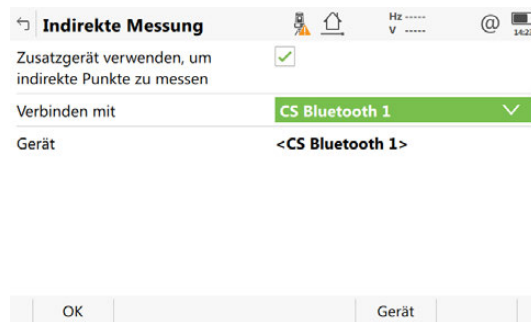 Indirekte Messung
Hz -----
V -----
@
Zusatzgerät verwenden, um
indirekte Punkte zu messen
Verbinden mit
CS Bluetooth 1
Gerät
<CS Bluetooth 1>
OK
Gerät